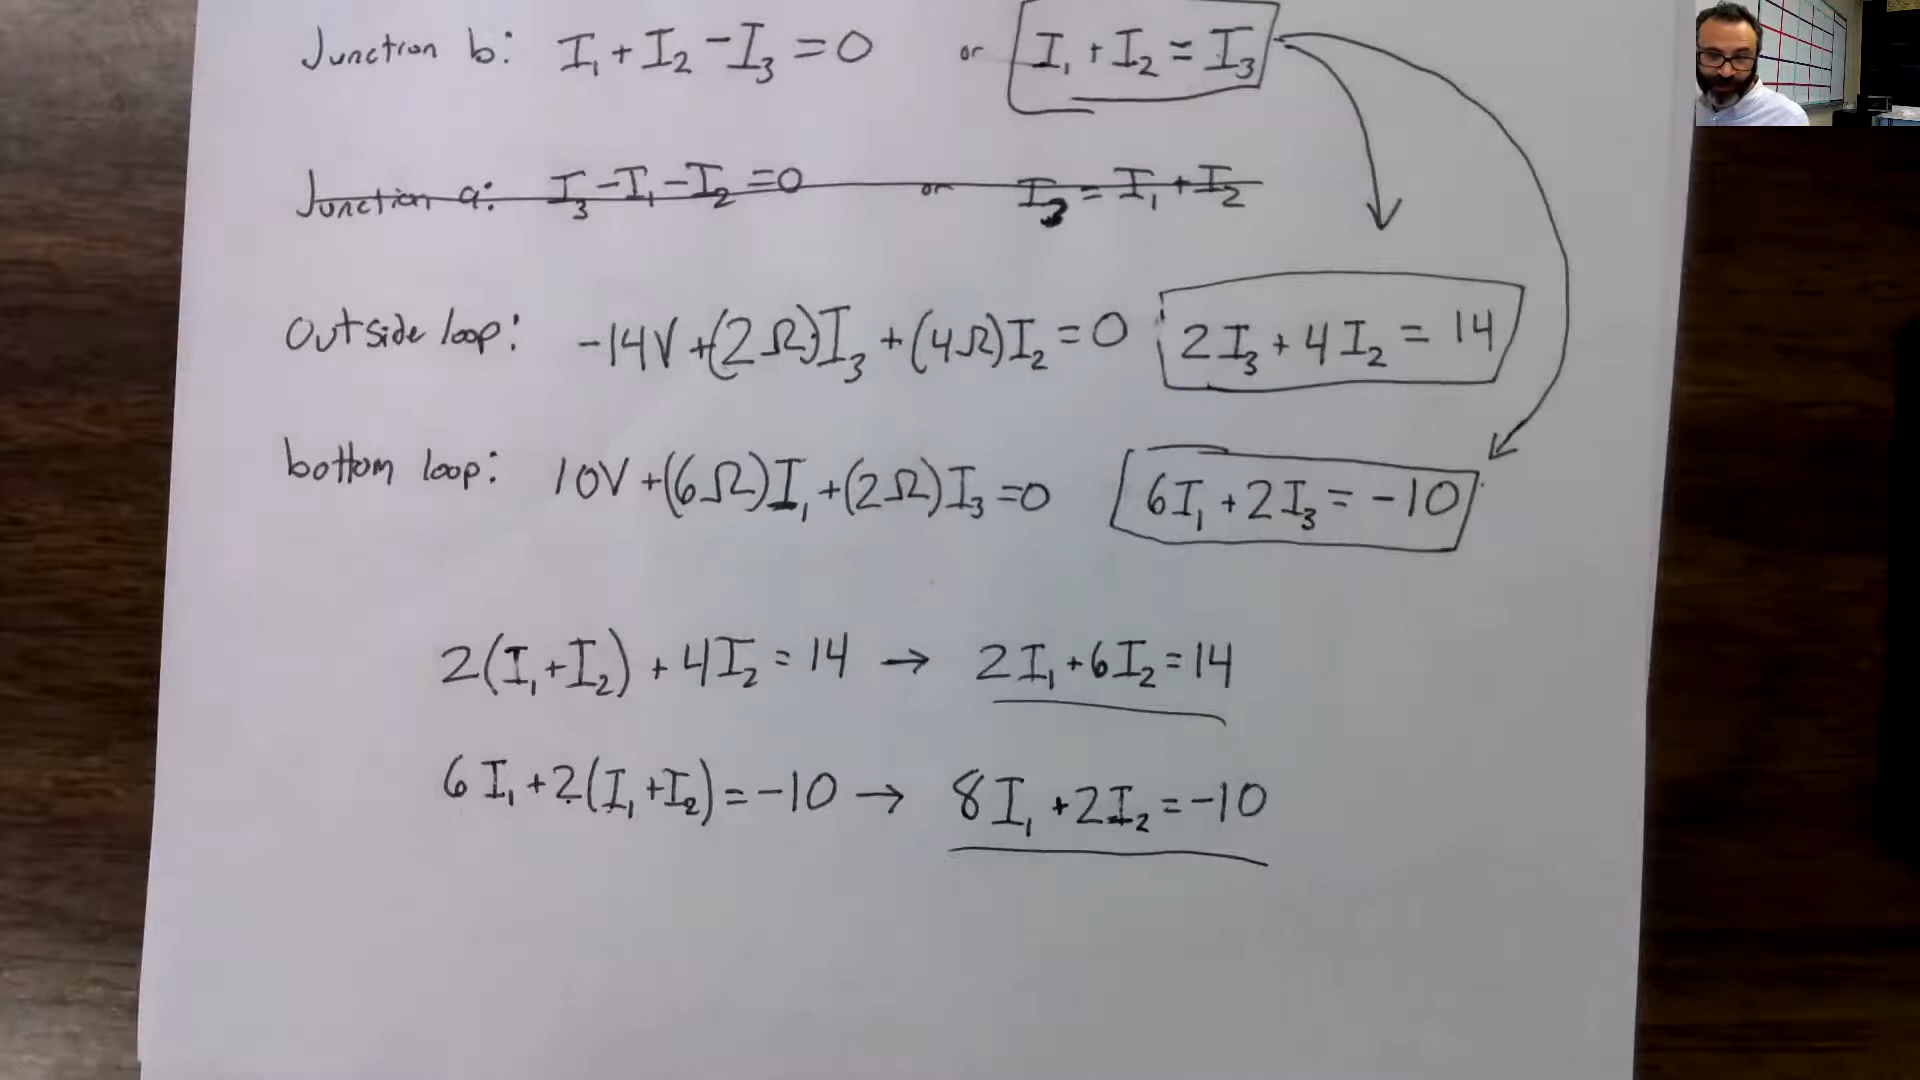 Junction b: I₁ + I₂ - I₃ = 0 or I₁ + I₂ = I₃
Junction a: I₃ - I₁ - I₂ = 0 or I₃ = I₁ + I₂
Outside loop: -14V + (2Ω)I₃ + (4Ω)I₂ = 0 2I₃ + 4I₂ = 14
bottom loop: 10V + (6Ω)I₁ + (2Ω)I₃ = 0 6I₁ + 2I₃ = -10
2(I₁ + I₂) + 4I₂ = 14 → 2I₁ + 6I₂ = 14
6I₁ + 2(I₁ + I₂) = -10 → 8I₁ + 2I₂ = -10